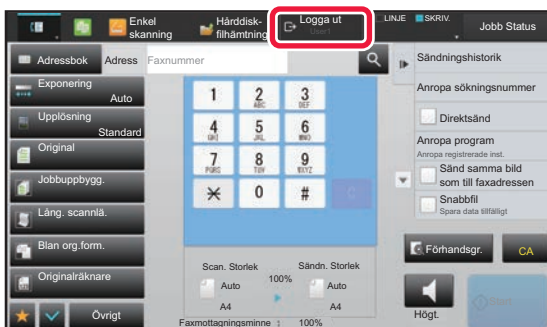 Enkel
skanning
Hårddisk-
filhämtning
Logga ut
User1
LINJE
SKRIV.
Jobb Status
Adressbok
Adress
Faxnummer
Sändningshistorik
Exponering
Auto
Anropa sökningsnummer
Upplösning
Standard
Direktsänd
Original
Anropa program
Anropa registrerade inst.
Jobbuppbygg.
Sänd samma bild
som till faxadressen
Lång. scannlä.
Snabbfil
Spara data tillfälligt
Blan org.form.
Originalräknare
Övrigt
1
2 ABC
3 DEF
4 GHI
5 JKL
6 MNO
7 PQRS
8 TUV
9 WXYZ
0
#
C
Scan. Storlek
100%
Sändn. Storlek
Auto
Auto
A4
A4
Faxmottagningsminne : 100%
Förhandsgr.
CA
Högt.
Start